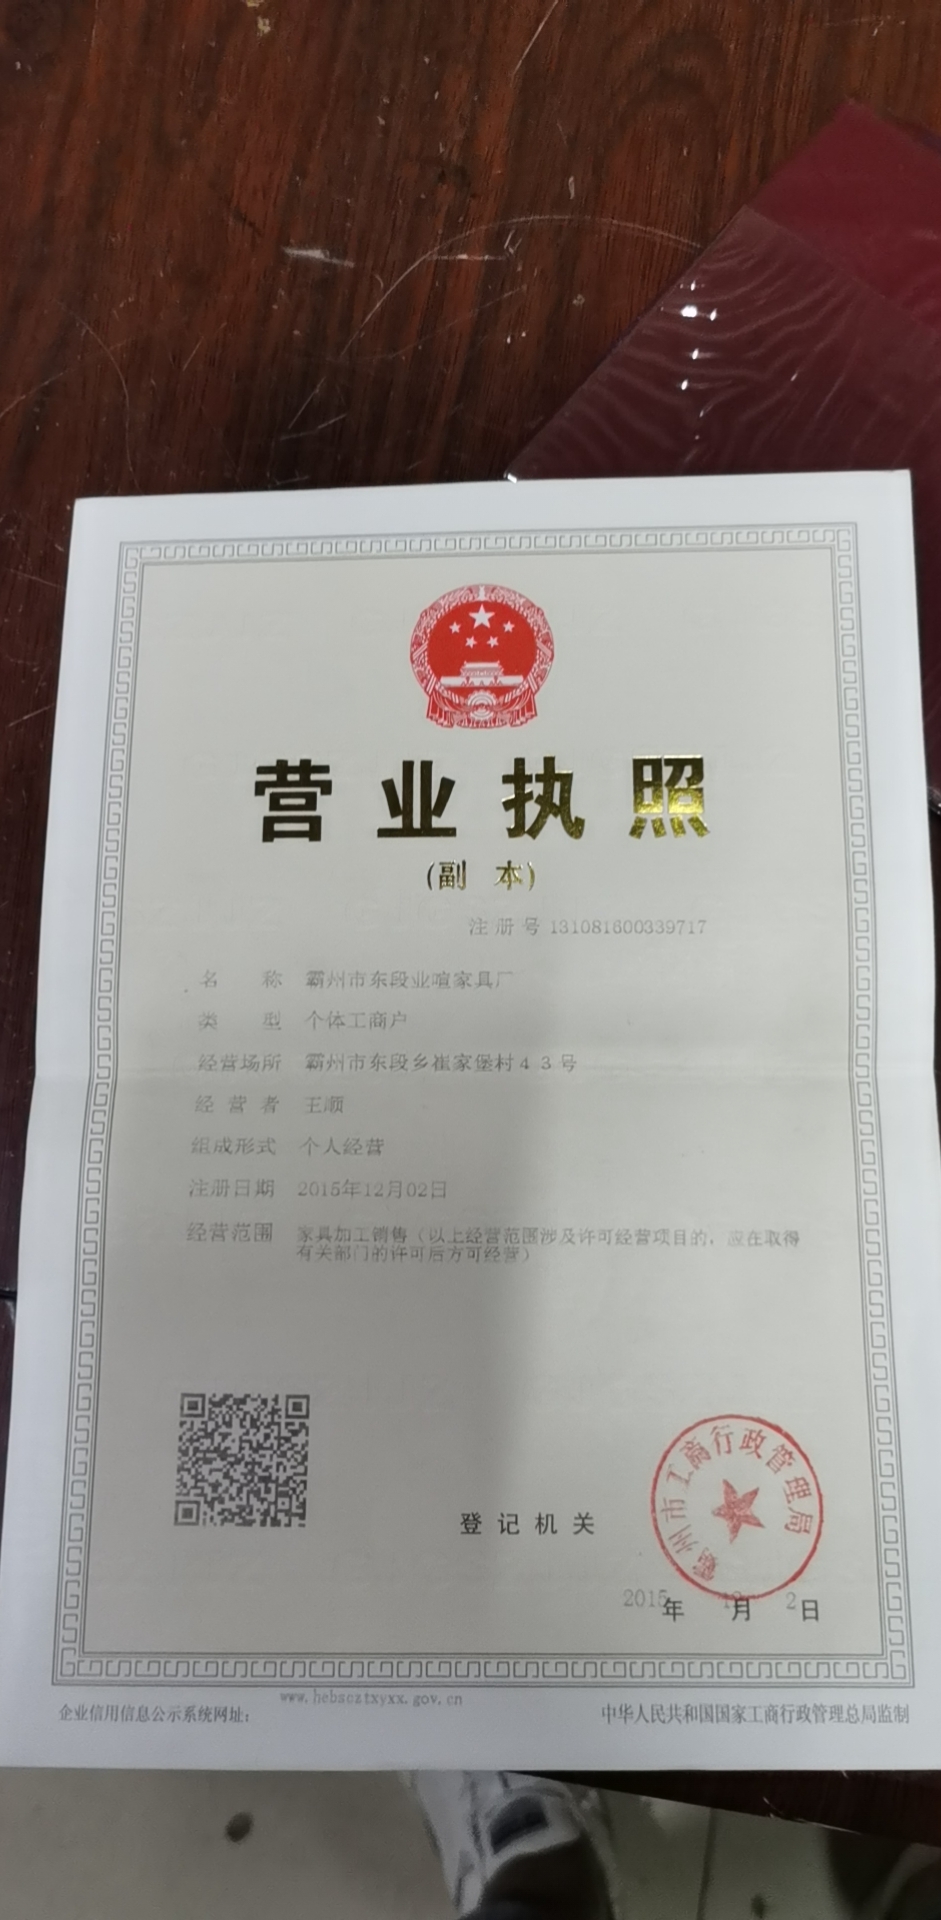 营业执照
(副 本)
注册号 131081600339717
名 称 霸州市东段业喧家具厂
类 型 个体工商户
经营场所 霸州市东段乡崔家堡村４３号
经营者 王顺
组成形式 个人经营
注册日期 2015年12月02日
经营范围 家具加工销售（以上经营范围涉及许可经营项目的，应在取得
有关部门的许可后方可经营）
霸州市工商行政管理局
登记机关
2015年 12月 2日
www.hebscztxyxx.gov.cn
企业信用信息公示系统网址：
中华人民共和国国家工商行政管理总局监制